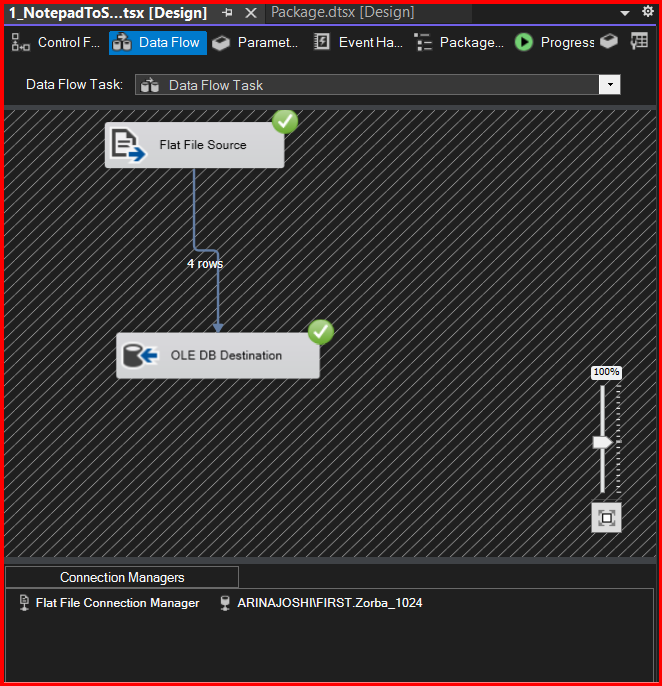 1_NotepadToS...tsx [Design] Package.dtsx [Design]
Control F... Data Flow Paramet... Event Ha... Package... Progress
Data Flow Task: Data Flow Task
Flat File Source
4 rows
OLE DB Destination
100%
Connection Managers
Flat File Connection Manager ARINAJOSHI\FIRST.Zorba_1024